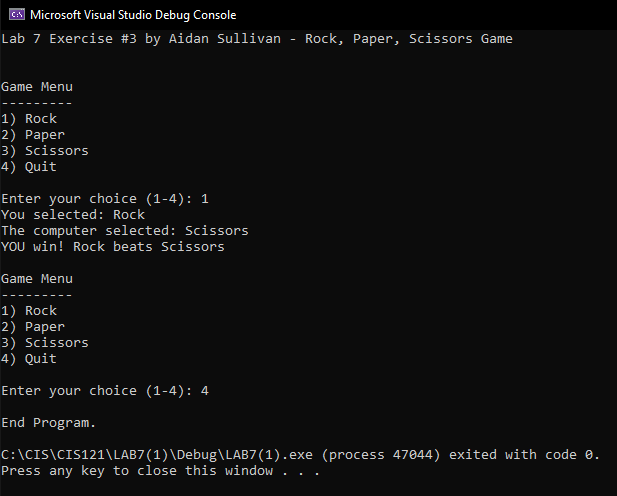 Microsoft Visual Studio Debug Console
Lab 7 Exercise #3 by Aidan Sullivan - Rock, Paper, Scissors Game
Game Menu
---------
1) Rock
2) Paper
3) Scissors
4) Quit
Enter your choice (1-4): 1
You selected: Rock
The computer selected: Scissors
YOU win! Rock beats Scissors
Game Menu
---------
1) Rock
2) Paper
3) Scissors
4) Quit
Enter your choice (1-4): 4
End Program.
C:\CIS\CIS121\LAB7(1)\Debug\LAB7(1).exe (process 47044) exited with code 0.
Press any key to close this window . . .